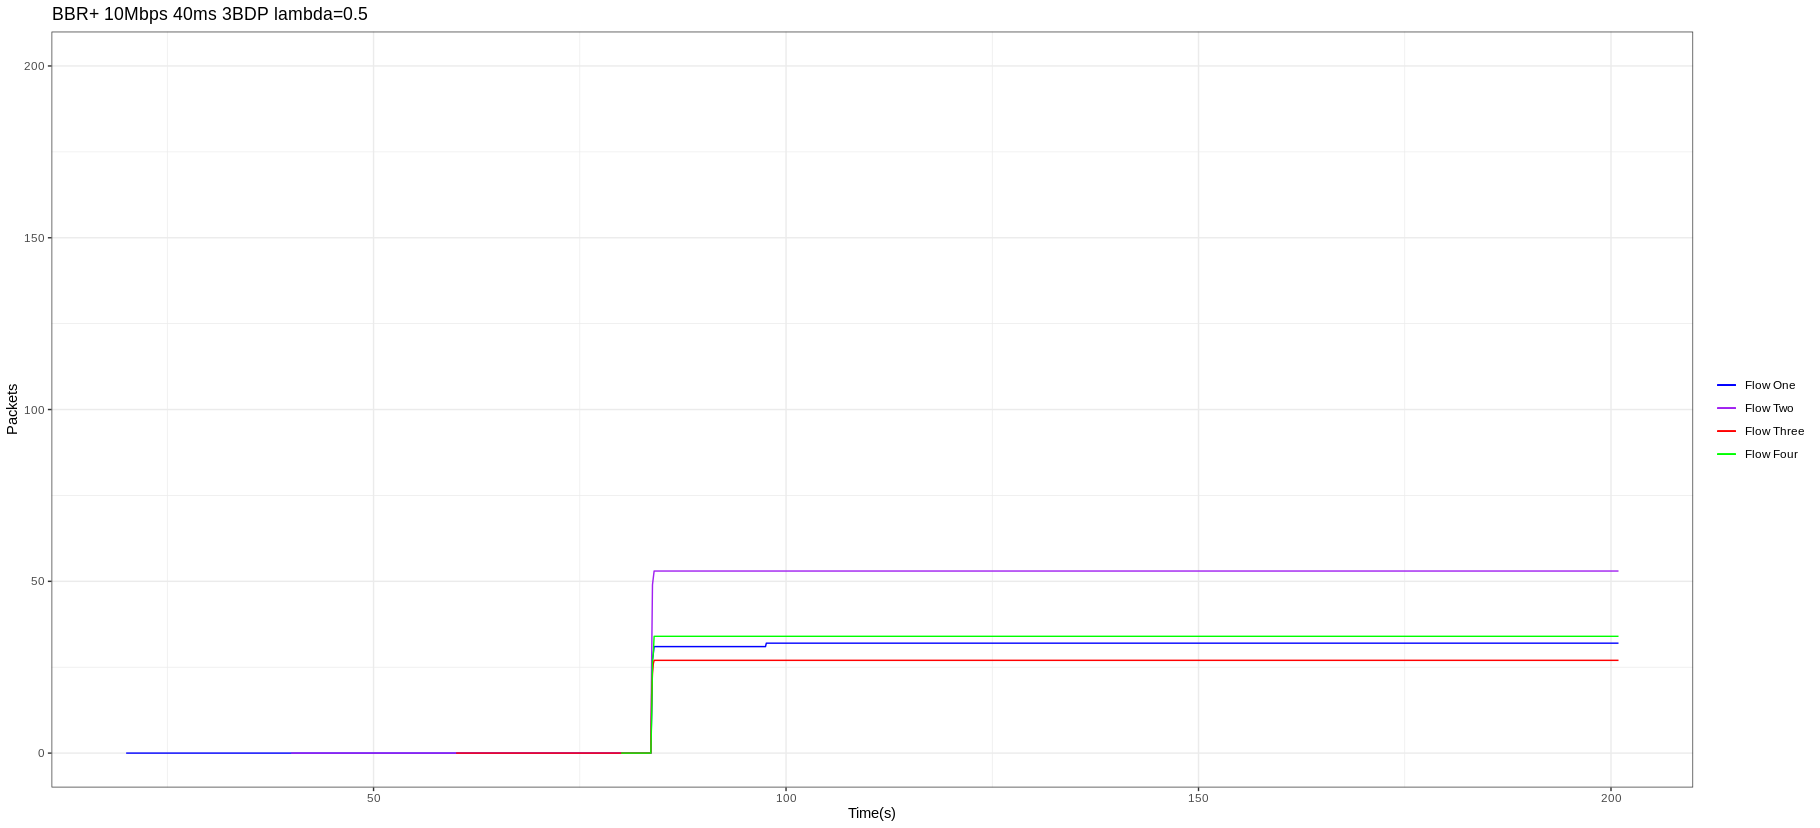 BBR+ 10Mbps 40ms 3BDP lambda=0.5
200
150
100
50
0
Packets
50
100
150
200
Time(s)
Flow One
Flow Two
Flow Three
Flow Four